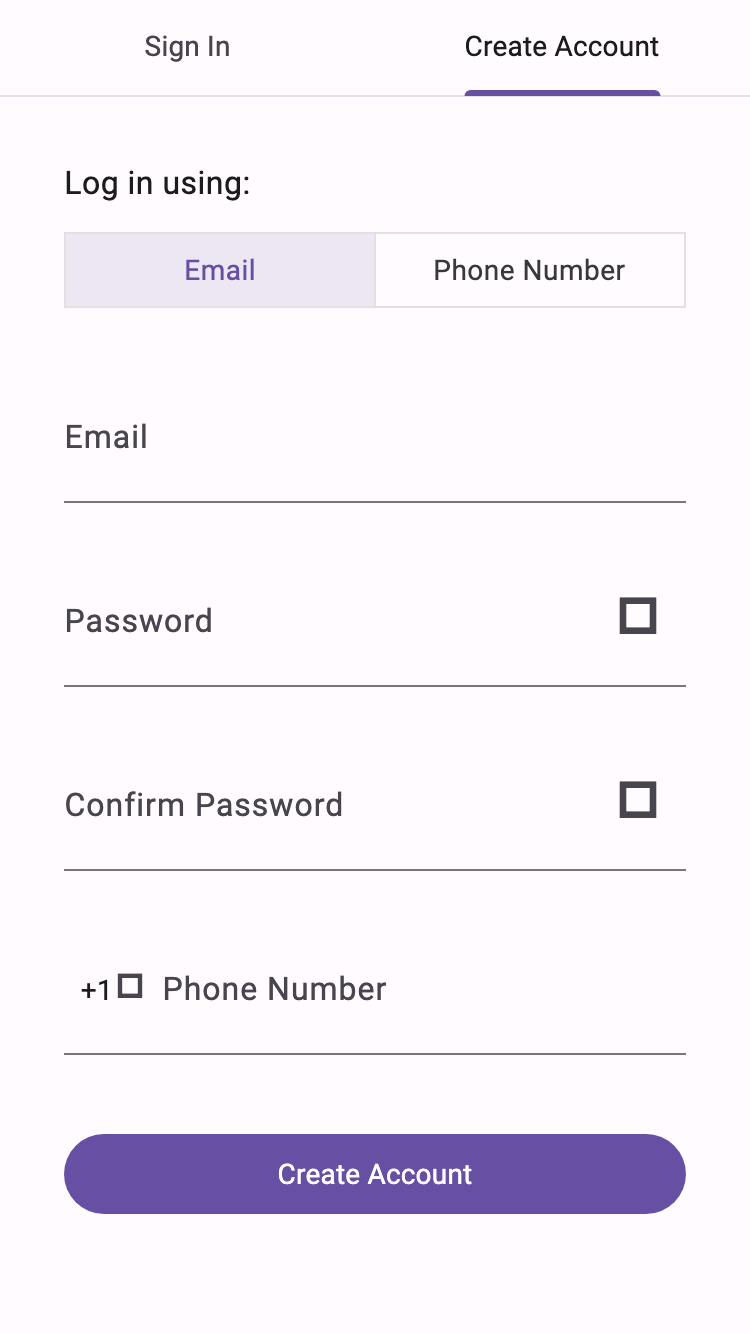 Sign In
Create Account
Log in using:
Email
Phone Number
Email
Password
Confirm Password
+1 Phone Number
Create Account